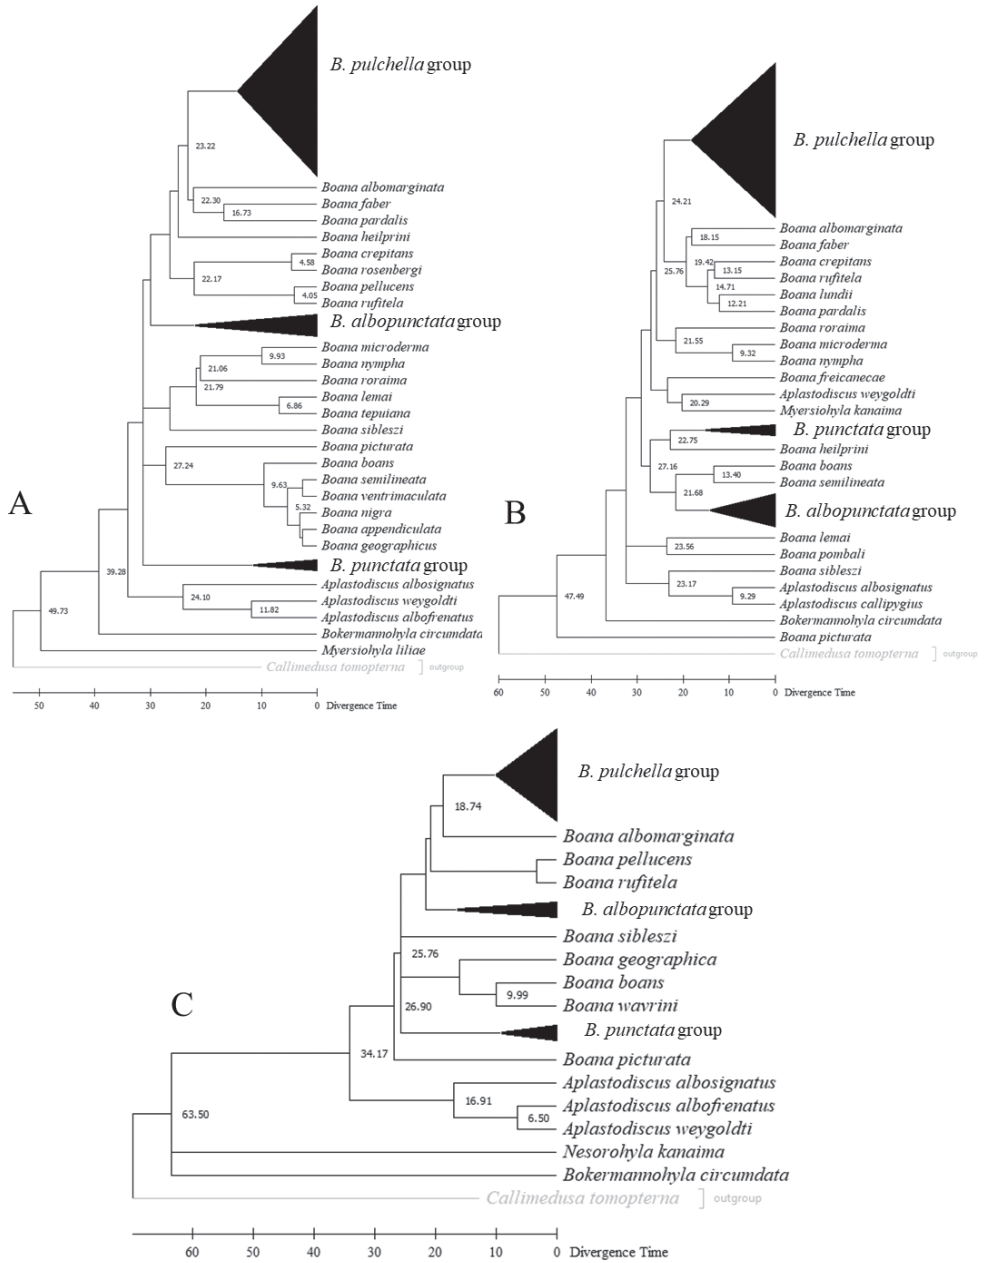 B. pulchella group
23.22
Boana albomarginata
22.30
Boana faber
16.73
Boana pardalis
Boana heilprini
Boana crepitans
4.58
Boana rosenbergi
22.17
Boana pellucens
4.05
Boana rufitela
B. albopunctata group
Boana microderma
9.93
Boana nympha
21.06
Boana roraima
21.79
Boana lemai
6.86
Boana tepuiana
Boana sibleszi
Boana picturata
27.24
Boana boans
9.63
Boana semilineata
Boana ventrimaculata
5.32
Boana nigra
Boana appendiculata
Boana geographicus
A
B. punctata group
39.28
Aplastodiscus albosignatus
24.10
Aplastodiscus weygoldti
11.82
Aplastodiscus albofrenatus
49.73
Bokermannohyla circumdata
Myersiohyla liliae
Callimedusa tomopterna
outgroup
50 40 30 20 10 0 Divergence Time
B. pulchella group
24.21
Boana albomarginata
18.15
Boana faber
19.42
Boana crepitans
25.76
13.15
Boana rufitela
14.71
Boana lundii
12.21
Boana pardalis
Boana roraima
21.55
Boana microderma
9.32
Boana nympha
Boana freicanecae
Aplastodiscus weygoldti
20.29
Myersiohyla kanaima
B. punctata group
22.75
Boana heilprini
27.16
Boana boans
13.40
Boana semilineata
21.68
B
B. albopunctata group
Boana lemai
23.56
Boana pombali
Boana sibleszi
23.17
Aplastodiscus albosignatus
9.29
Aplastodiscus callipygius
47.49
Bokermannohyla circumdata
Boana picturata
Callimedusa tomopterna
outgroup
60 50 40 30 20 10 0 Divergence Time
B. pulchella group
18.74
Boana albomarginata
Boana pellucens
Boana rufitela
B. albopunctata group
Boana sibleszi
25.76
Boana geographica
Boana boans
9.99
C
26.90
Boana wavrini
B. punctata group
34.17
Boana picturata
Aplastodiscus albosignatus
16.91
Aplastodiscus albofrenatus
63.50
6.50
Aplastodiscus weygoldti
Nesorohyla kanaima
Bokermannohyla circumdata
Callimedusa tomopterna
outgroup
60 50 40 30 20 10 0 Divergence Time